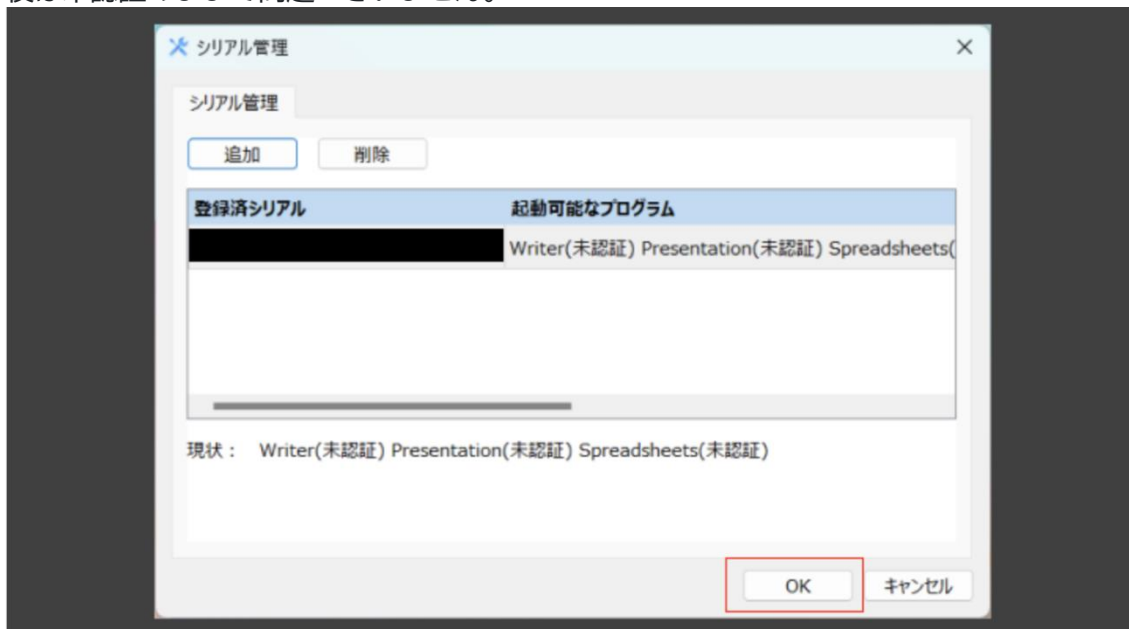 シリアル管理
シリアル管理
追加 削除
登録済シリアル 起動可能なプログラム
Writer(未認証) Presentation(未認証) Spreadsheets(
現状： Writer(未認証) Presentation(未認証) Spreadsheets(未認証)
OK キャンセル